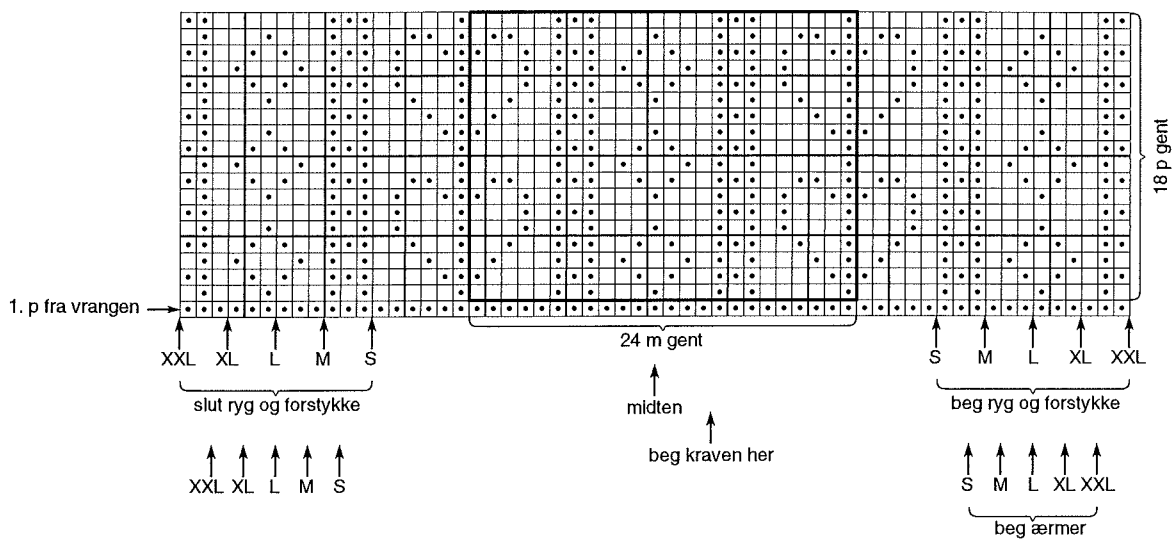 18 p gent
1. p fra vrangen
XXL XL L M S
24 m gent
S M L XL XXL
slut ryg og forstykke
midten
beg ryg og forstykke
beg kraven her
XXL XL L M S
S M L XL XXL
beg ærmer